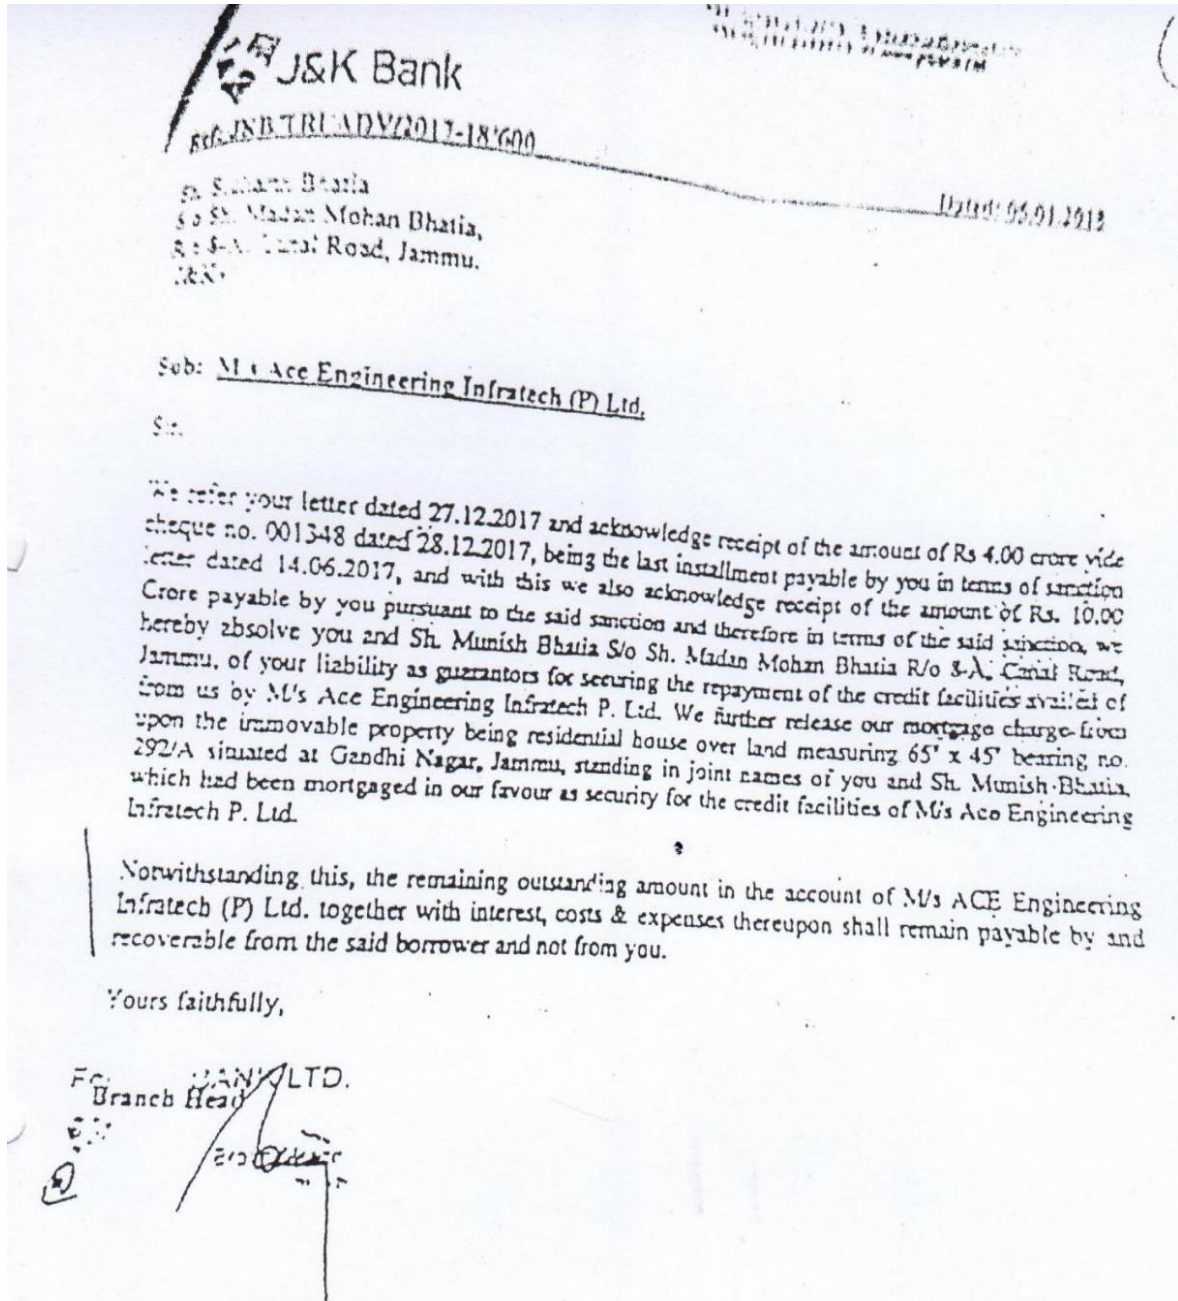 J&K Bank
Dated: 05.01.2018
Mohan Bhatia,
Road, Jammu.
Sub: M/s Ace Engineering Infratech (P) Ltd.
Sir,
We refer your letter dated 27.12.2017 and acknowledge receipt of the amount of Rs 4.00 crore vide
cheque no. 001348 dated 28.12.2017, being the last installment payable by you in terms of sanction
letter dated 14.06.2017, and with this we also acknowledge receipt of the amount of Rs. 10.00
Crore payable by you pursuant to the said sanction and therefore in terms of the said sanction, we
hereby absolve you and Sh. Munish Bhatia S/o Sh. Madan Mohan Bhatia R/o 8-A, Canal Road,
Jammu, of your liability as guarantors for securing the repayment of the credit facilities availed of
from us by M/s Ace Engineering Infratech P. Ltd. We further release our mortgage charge from
upon the immovable property being residential house over land measuring 65' x 45' bearing no.
292/A situated at Gandhi Nagar, Jammu, standing in joint names of you and Sh. Munish Bhatia,
which had been mortgaged in our favour as security for the credit facilities of M/s Ace Engineering
Infratech P. Ltd.
Notwithstanding this, the remaining outstanding amount in the account of M/s ACE Engineering
Infratech (P) Ltd. together with interest, costs & expenses thereupon shall remain payable by and
recoverable from the said borrower and not from you.
Yours faithfully,
BANK LTD.
Branch Head